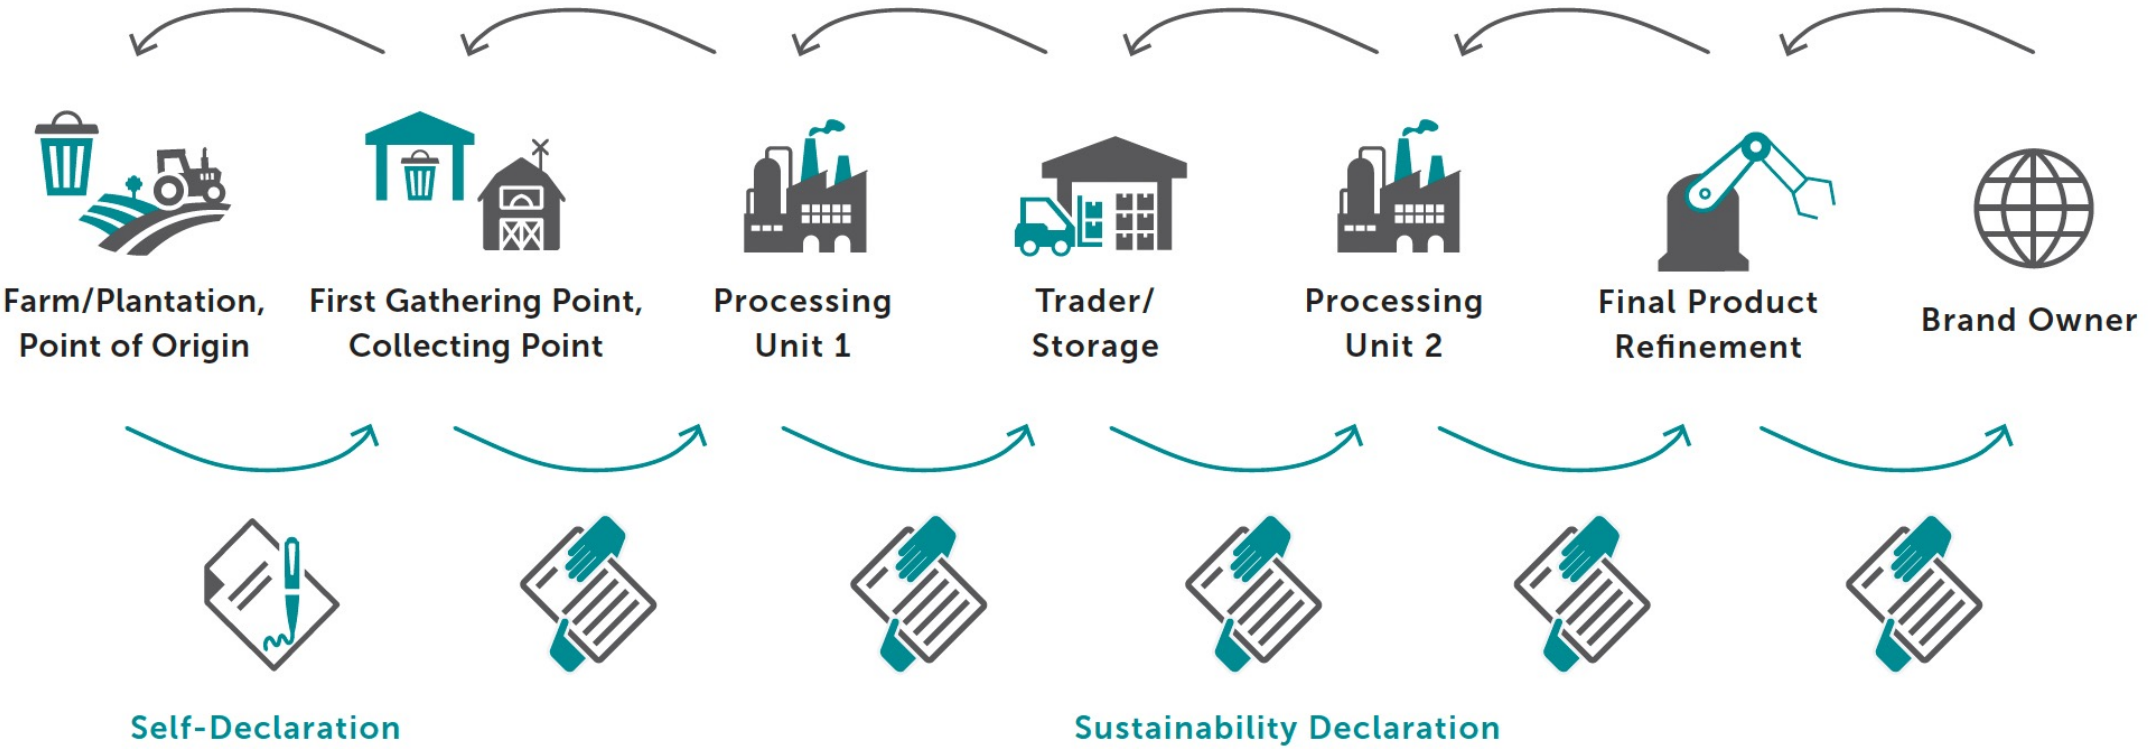 Farm/Plantation,
Point of Origin
First Gathering Point,
Collecting Point
Processing
Unit 1
Trader/
Storage
Processing
Unit 2
Final Product
Refinement
Brand Owner
Self-Declaration
Sustainability Declaration